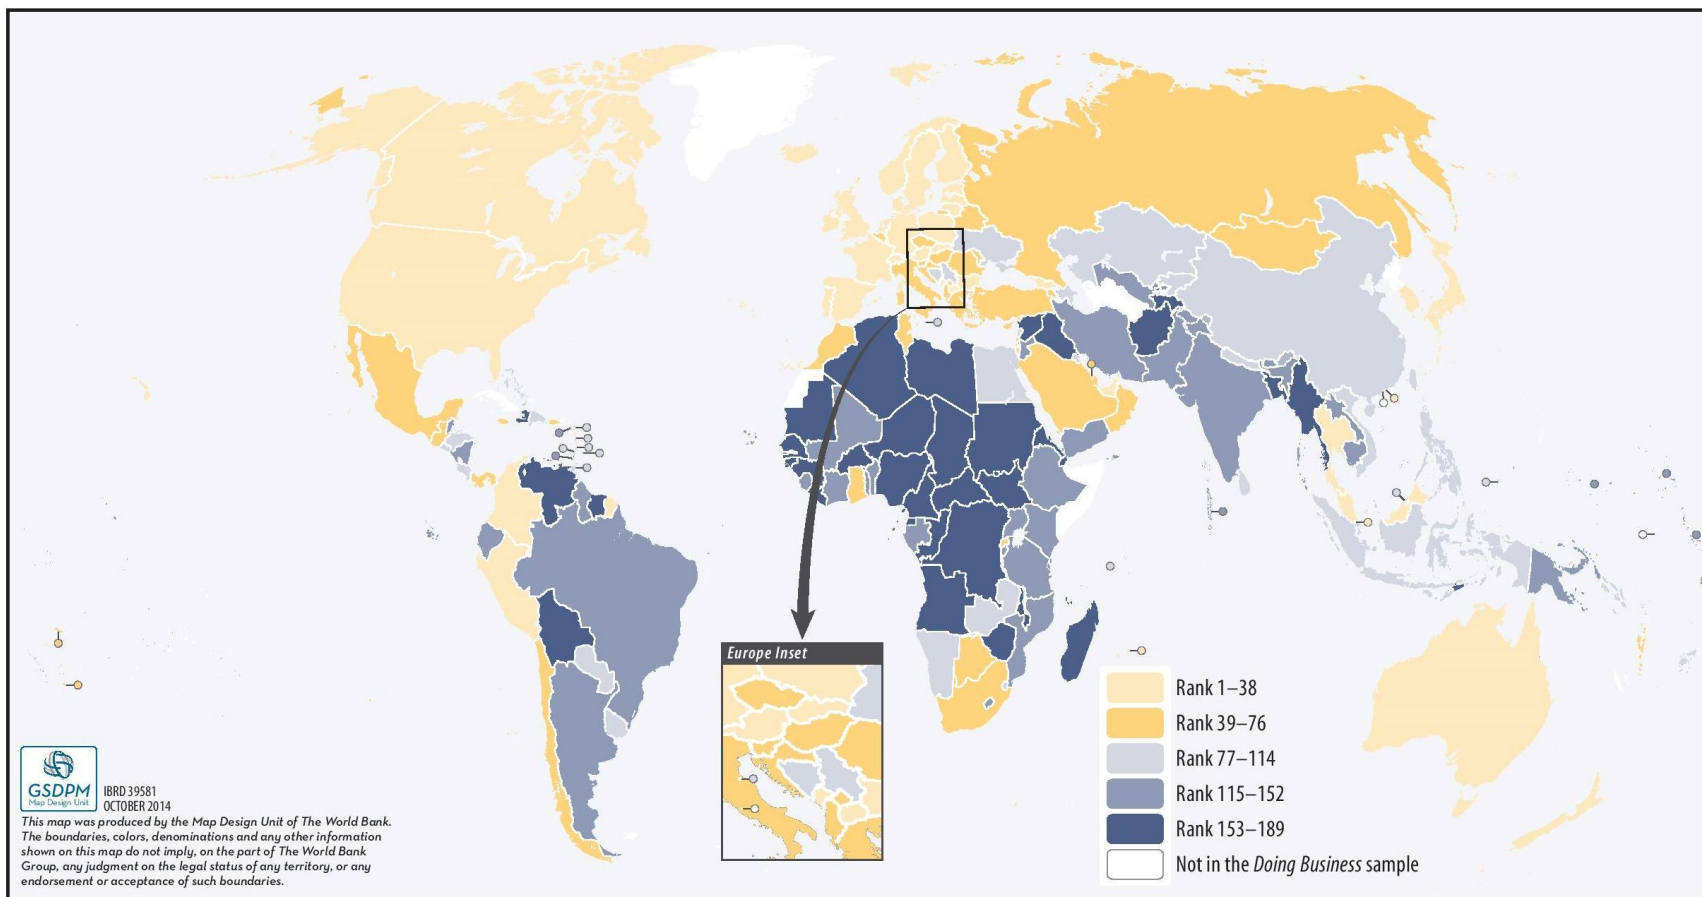 Europe Inset
Rank 1–38
Rank 39–76
Rank 77–114
Rank 115–152
Rank 153–189
Not in the Doing Business sample
GSDPM
Map Design Unit
IBRD 39581
OCTOBER 2014
This map was produced by the Map Design Unit of The World Bank.
The boundaries, colors, denominations and any other information
shown on this map do not imply, on the part of The World Bank
Group, any judgment on the legal status of any territory, or any
endorsement or acceptance of such boundaries.